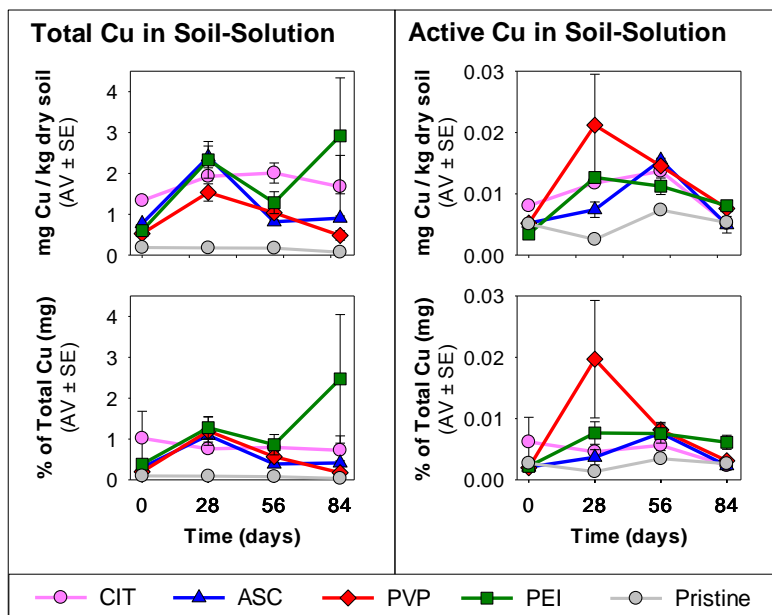 Total Cu in Soil-Solution
Active Cu in Soil-Solution
mg Cu / kg dry soil
(AV ± SE)
5
4
3
2
1
0
mg Cu / kg dry soil
(AV ± SE)
0.03
0.02
0.01
0.00
% of Total Cu (mg)
(AV ± SE)
4
3
2
1
0
0 28 56 84
Time (days)
% of Total Cu (mg)
(AV ± SE)
0.03
0.02
0.01
0.00
0 28 56 84
Time (days)
CIT ASC PVP PEI Pristine